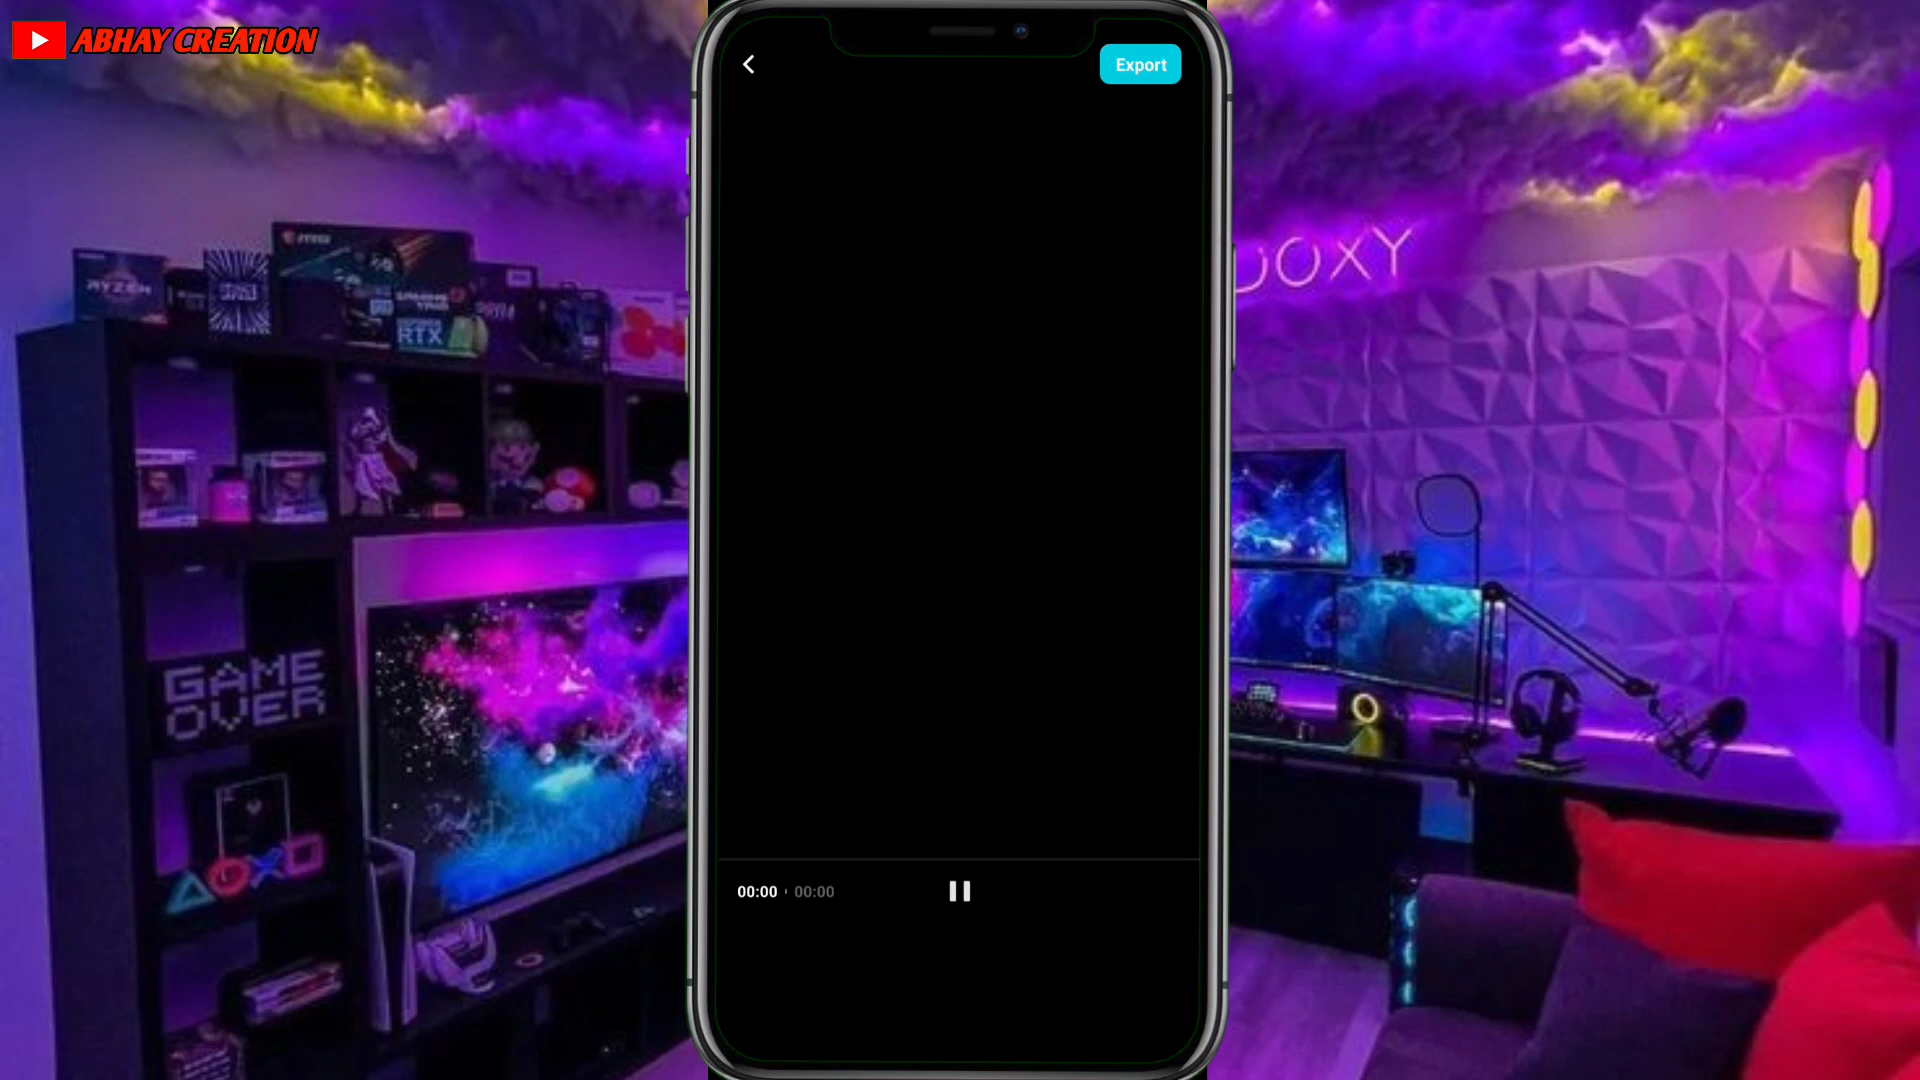 ABHAY CREATION
Export
RYZEN
RTX
OXY
GAME
OVER
00:00 00:00